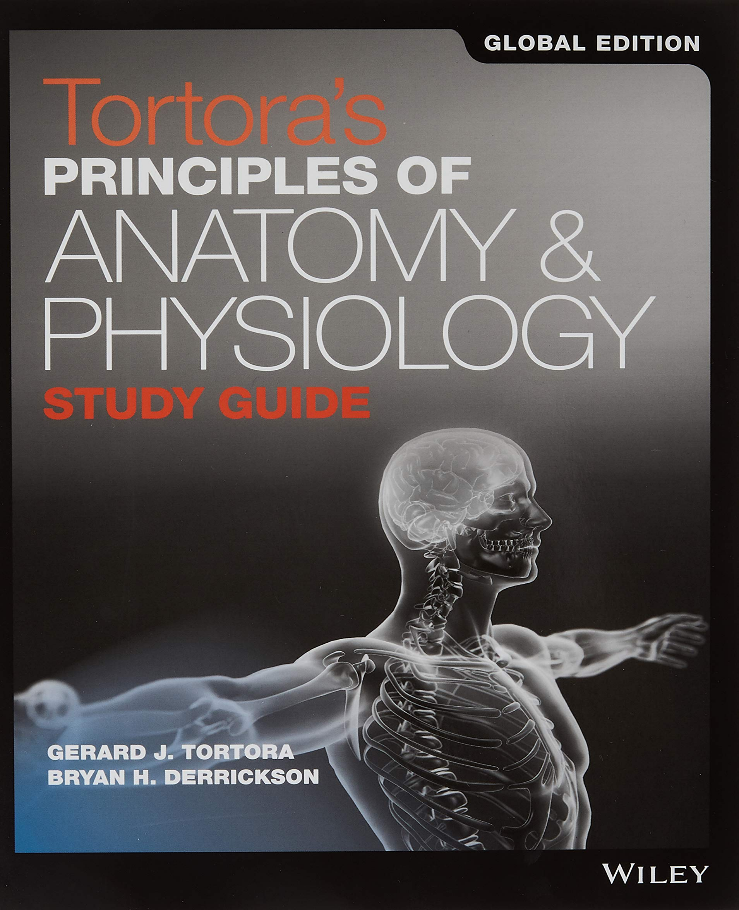 GLOBAL EDITION
Tortora's
PRINCIPLES OF
ANATOMY &
PHYSIOLOGY
STUDY GUIDE
GERARD J. TORTORA
BRYAN H. DERRICKSON
WILEY